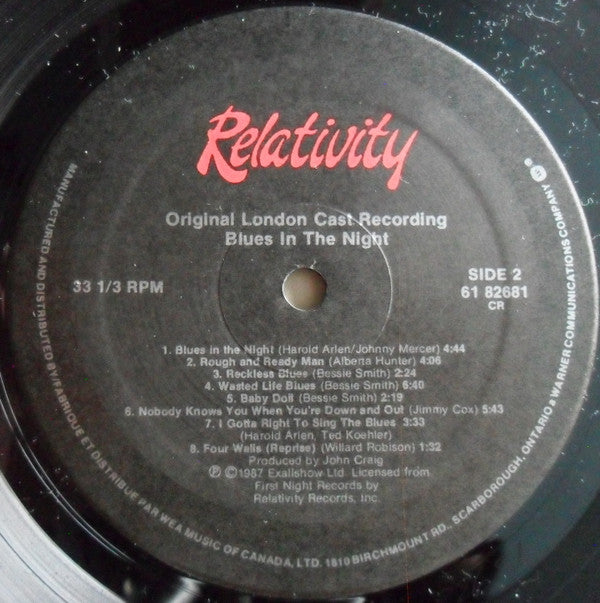 Relativity
Original London Cast Recording
Blues In The Night
33 1/3 RPM
SIDE 2
61 82681
CR
1. Blues in the Night (Harold Arlen/Johnny Mercer) 4:44
2. Rough and Ready Man (Alberta Hunter) 4:06
3. Reckless Blues (Bessie Smith) 2:24
4. Wasted Life Blues (Bessie Smith) 6:40
5. Baby Doll (Bessie Smith) 2:19
6. Nobody Knows You When You're Down and Out (Jimmy Cox) 5:43
7. I Gotta Right To Sing The Blues 3:33
(Harold Arlen, Ted Koehler)
8. Four Walls (Reprise) (Willard Robison) 1:32
Produced by John Craig
℗ ©1987 Exallshow Ltd. Licensed from
First Night Records by
Relativity Records, Inc.
MANUFACTURED AND DISTRIBUTED BY/FABRIQUE ET DISTRIBUE PAR WEA MUSIC OF CANADA, LTD. 1810 BIRCHMOUNT RD., SCARBOROUGH, ONTARIO • A WARNER COMMUNICATIONS COMPANY